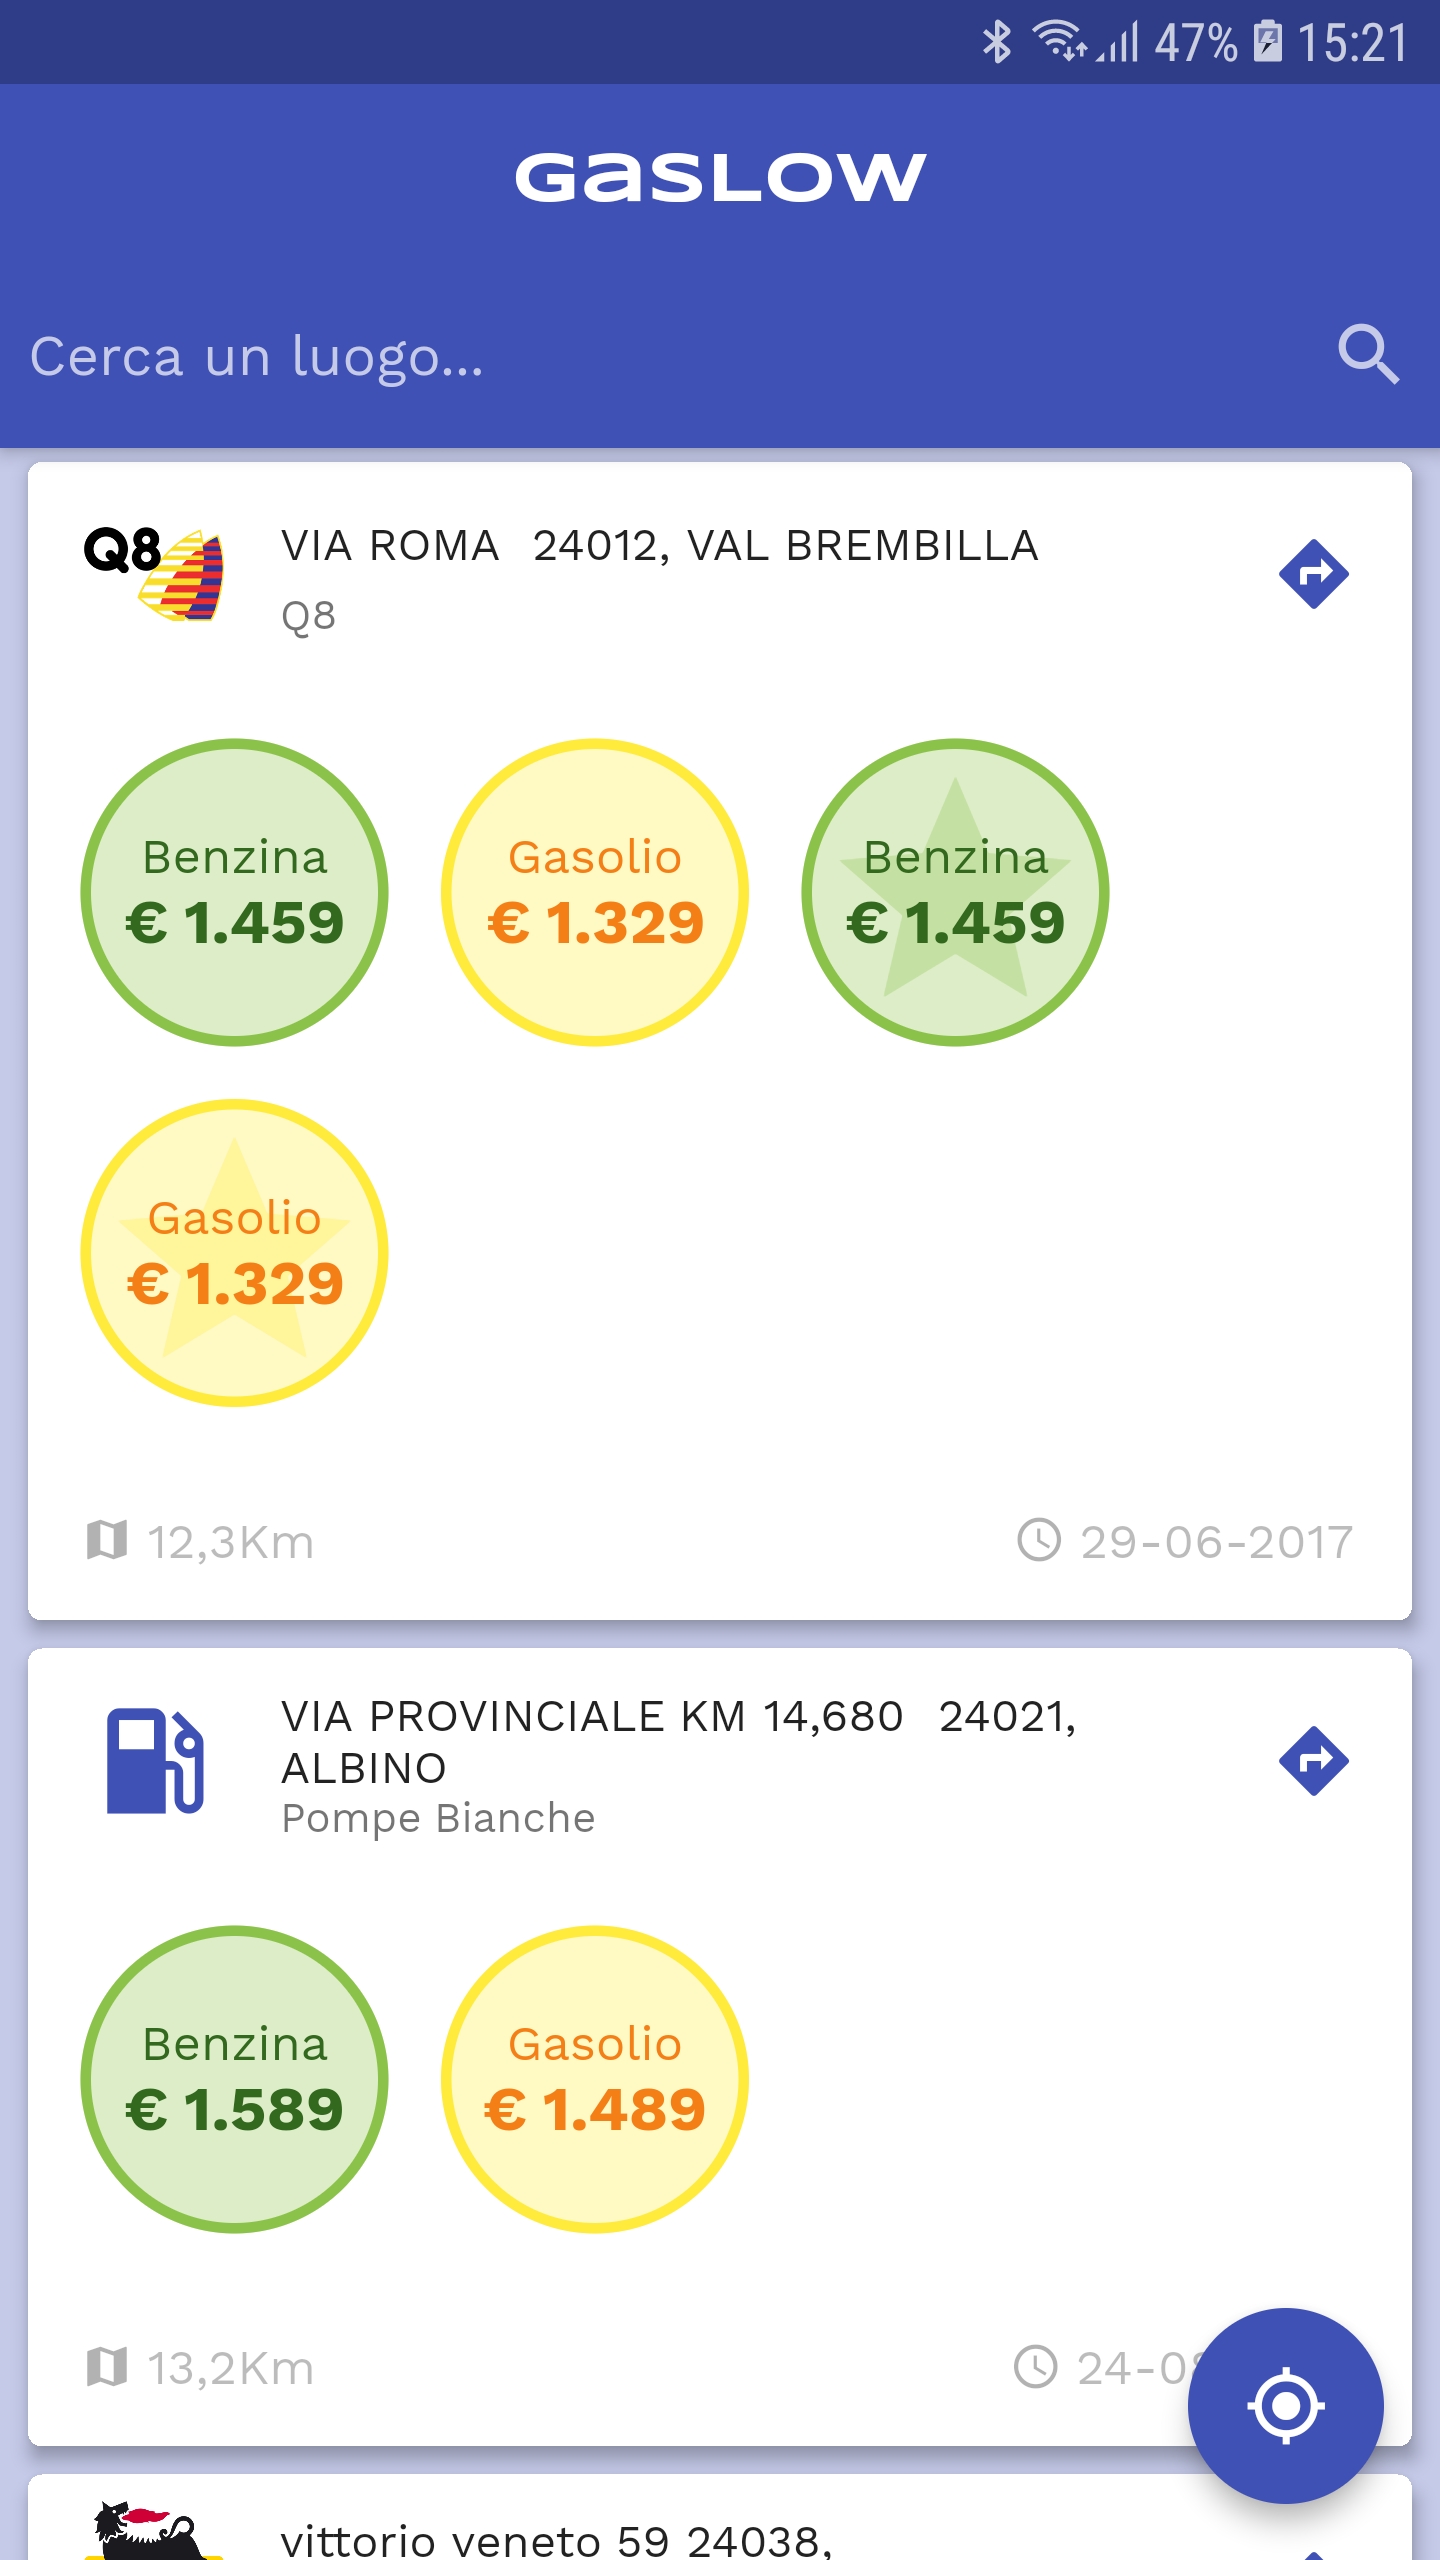 47% 15:21
GaSLOW
Cerca un luogo...
Q8
VIA ROMA  24012, VAL BREMBILLA
Q8
Benzina
€ 1.459
Gasolio
€ 1.329
Benzina
€ 1.459
Gasolio
€ 1.329
12,3Km
29-06-2017
VIA PROVINCIALE KM 14,680  24021,
ALBINO
Pompe Bianche
Benzina
€ 1.589
Gasolio
€ 1.489
13,2Km
24-0
vittorio veneto 59 24038,